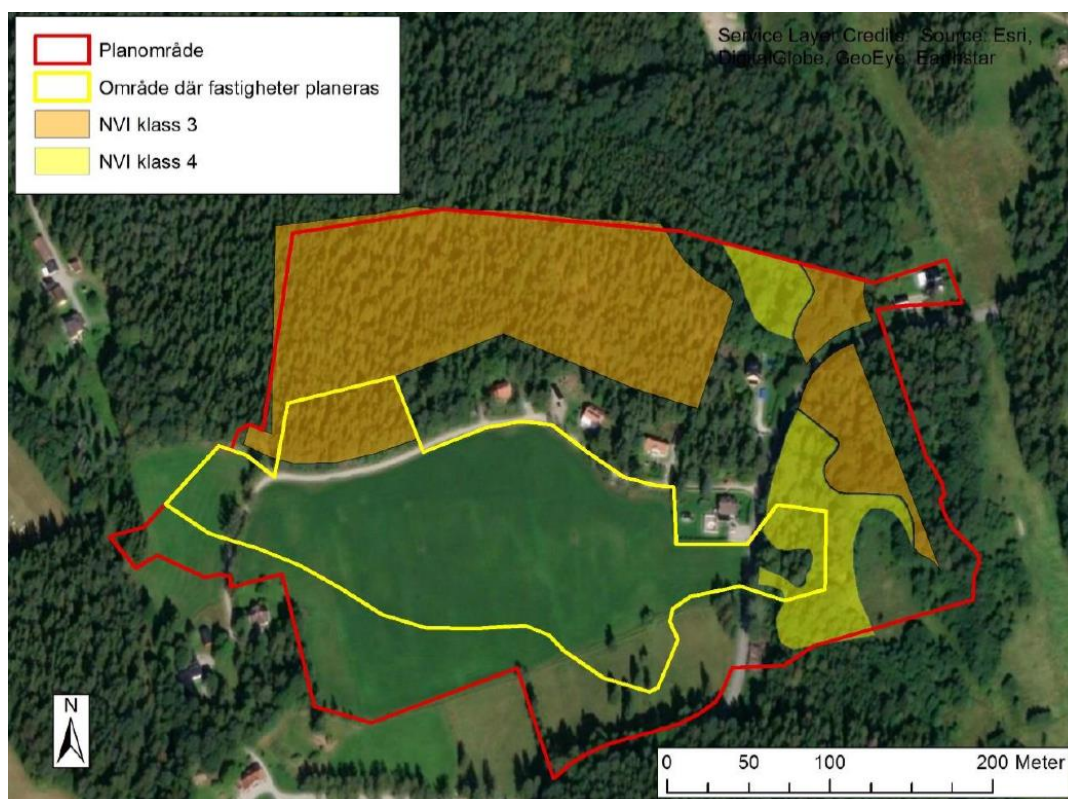 Planområde
Område där fastigheter planeras
NVI klass 3
NVI klass 4
Service Layer Credits: Source: Esri,
DigitalGlobe, GeoEye, Earthstar
N
0 50 100 200 Meter